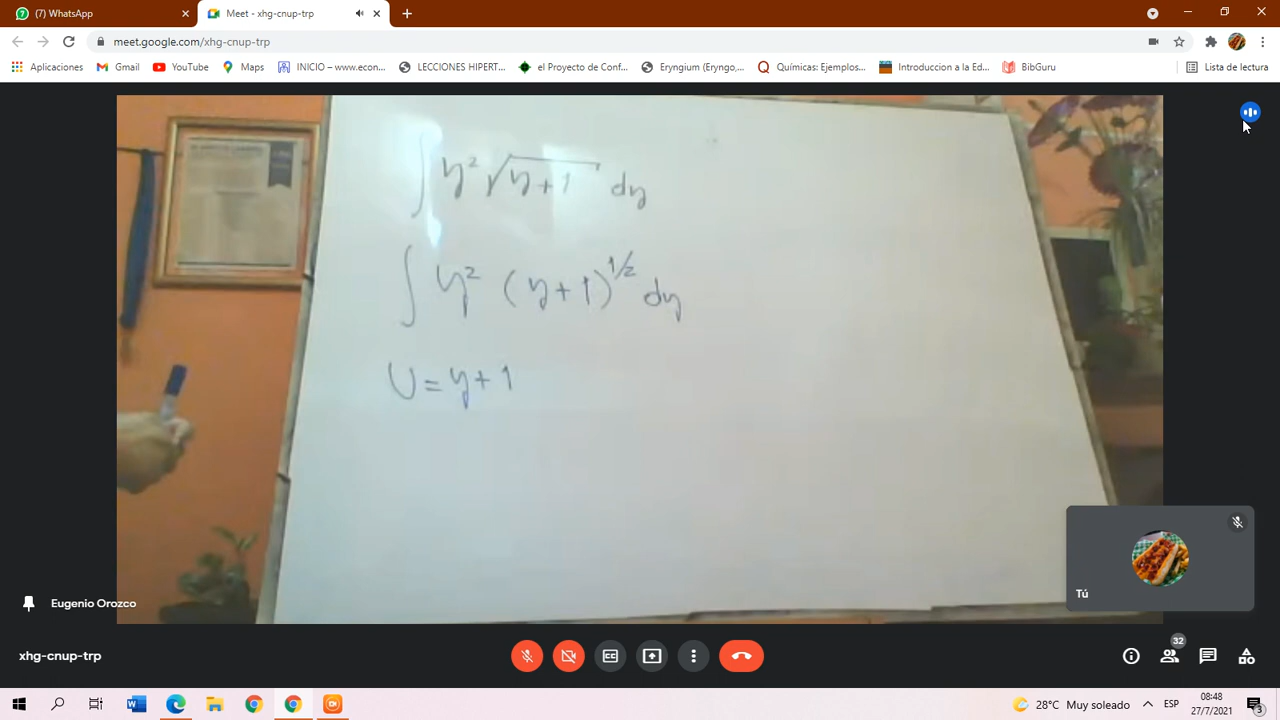 (7) WhatsApp
Meet - xhg-cnup-trp
meet.google.com/xhg-cnup-trp
Aplicaciones
Gmail
YouTube
Maps
INICIO – www.econ...
LECCIONES HIPERT...
el Proyecto de Conf...
Eryngium (Eryngo,...
Químicas: Ejemplos...
Introduccion a la Ed...
BibGuru
Lista de lectura
∫ y² √(y+1) dy
∫ y² (y+1)^1/2 dy
U = y+1
Tú
Eugenio Orozco
xhg-cnup-trp
32
28°C Muy soleado
ESP
08:48
27/7/2021
3